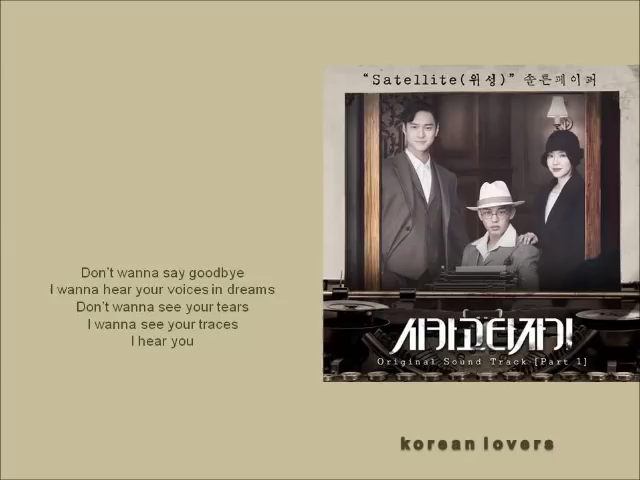 "Satellite(위성)" 솔튼페이퍼
Don't wanna say goodbye
I wanna hear your voices in dreams
Don't wanna see your tears
I wanna see your traces
I hear you
시카고타자기
Original Sound Track [Part 1]
korean lovers